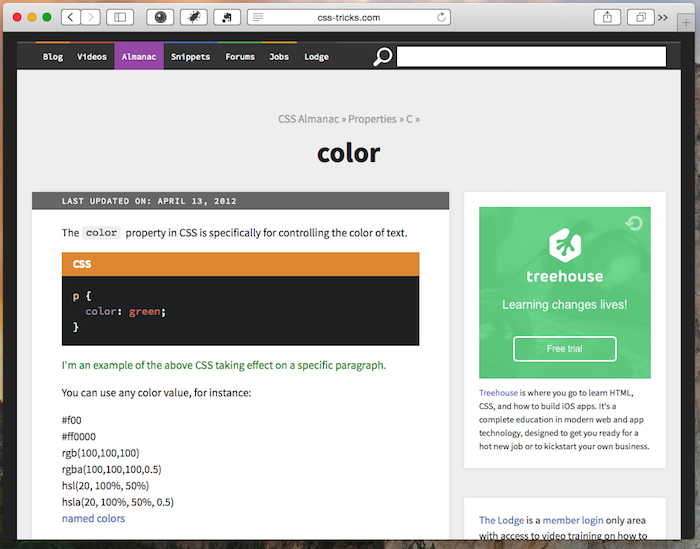 css-tricks.com
Blog Videos Almanac Snippets Forums Jobs Lodge
CSS Almanac » Properties » C »
color
LAST UPDATED ON: APRIL 13, 2012
The color property in CSS is specifically for controlling the color of text.
CSS
p {
color: green;
}
I'm an example of the above CSS taking effect on a specific paragraph.
You can use any color value, for instance:
#f00
#ff0000
rgb(100,100,100)
rgba(100,100,100,0.5)
hsl(20, 100%, 50%)
hsla(20, 100%, 50%, 0.5)
named colors
treehouse
Learning changes lives!
Free trial
Treehouse is where you go to learn HTML,
CSS, and how to build iOS apps. It's a
complete education in modern web and app
technology, designed to get you ready for a
hot new job or to kickstart your own business.
The Lodge is a member login only area
with access to video training on how to